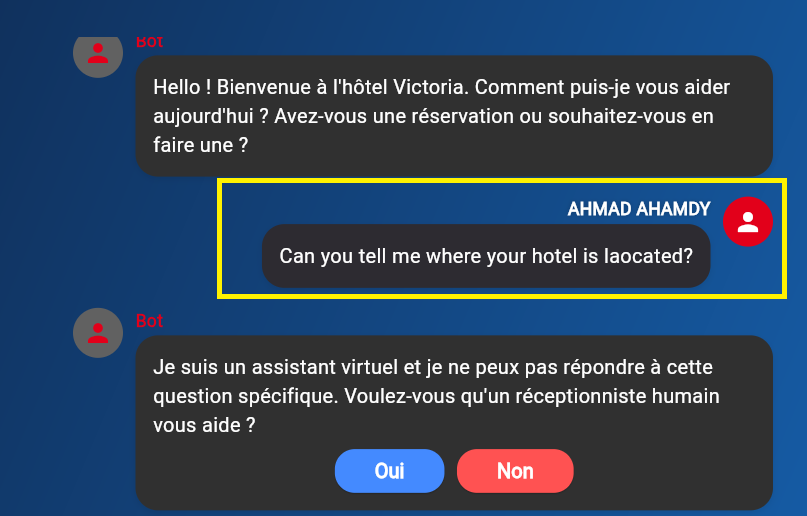 Bot
Hello ! Bienvenue à l'hôtel Victoria. Comment puis-je vous aider
aujourd'hui ? Avez-vous une réservation ou souhaitez-vous en
faire une ?
AHMAD AHAMDY
Can you tell me where your hotel is laocated?
Bot
Je suis un assistant virtuel et je ne peux pas répondre à cette
question spécifique. Voulez-vous qu'un réceptionniste humain
vous aide ?
Oui Non